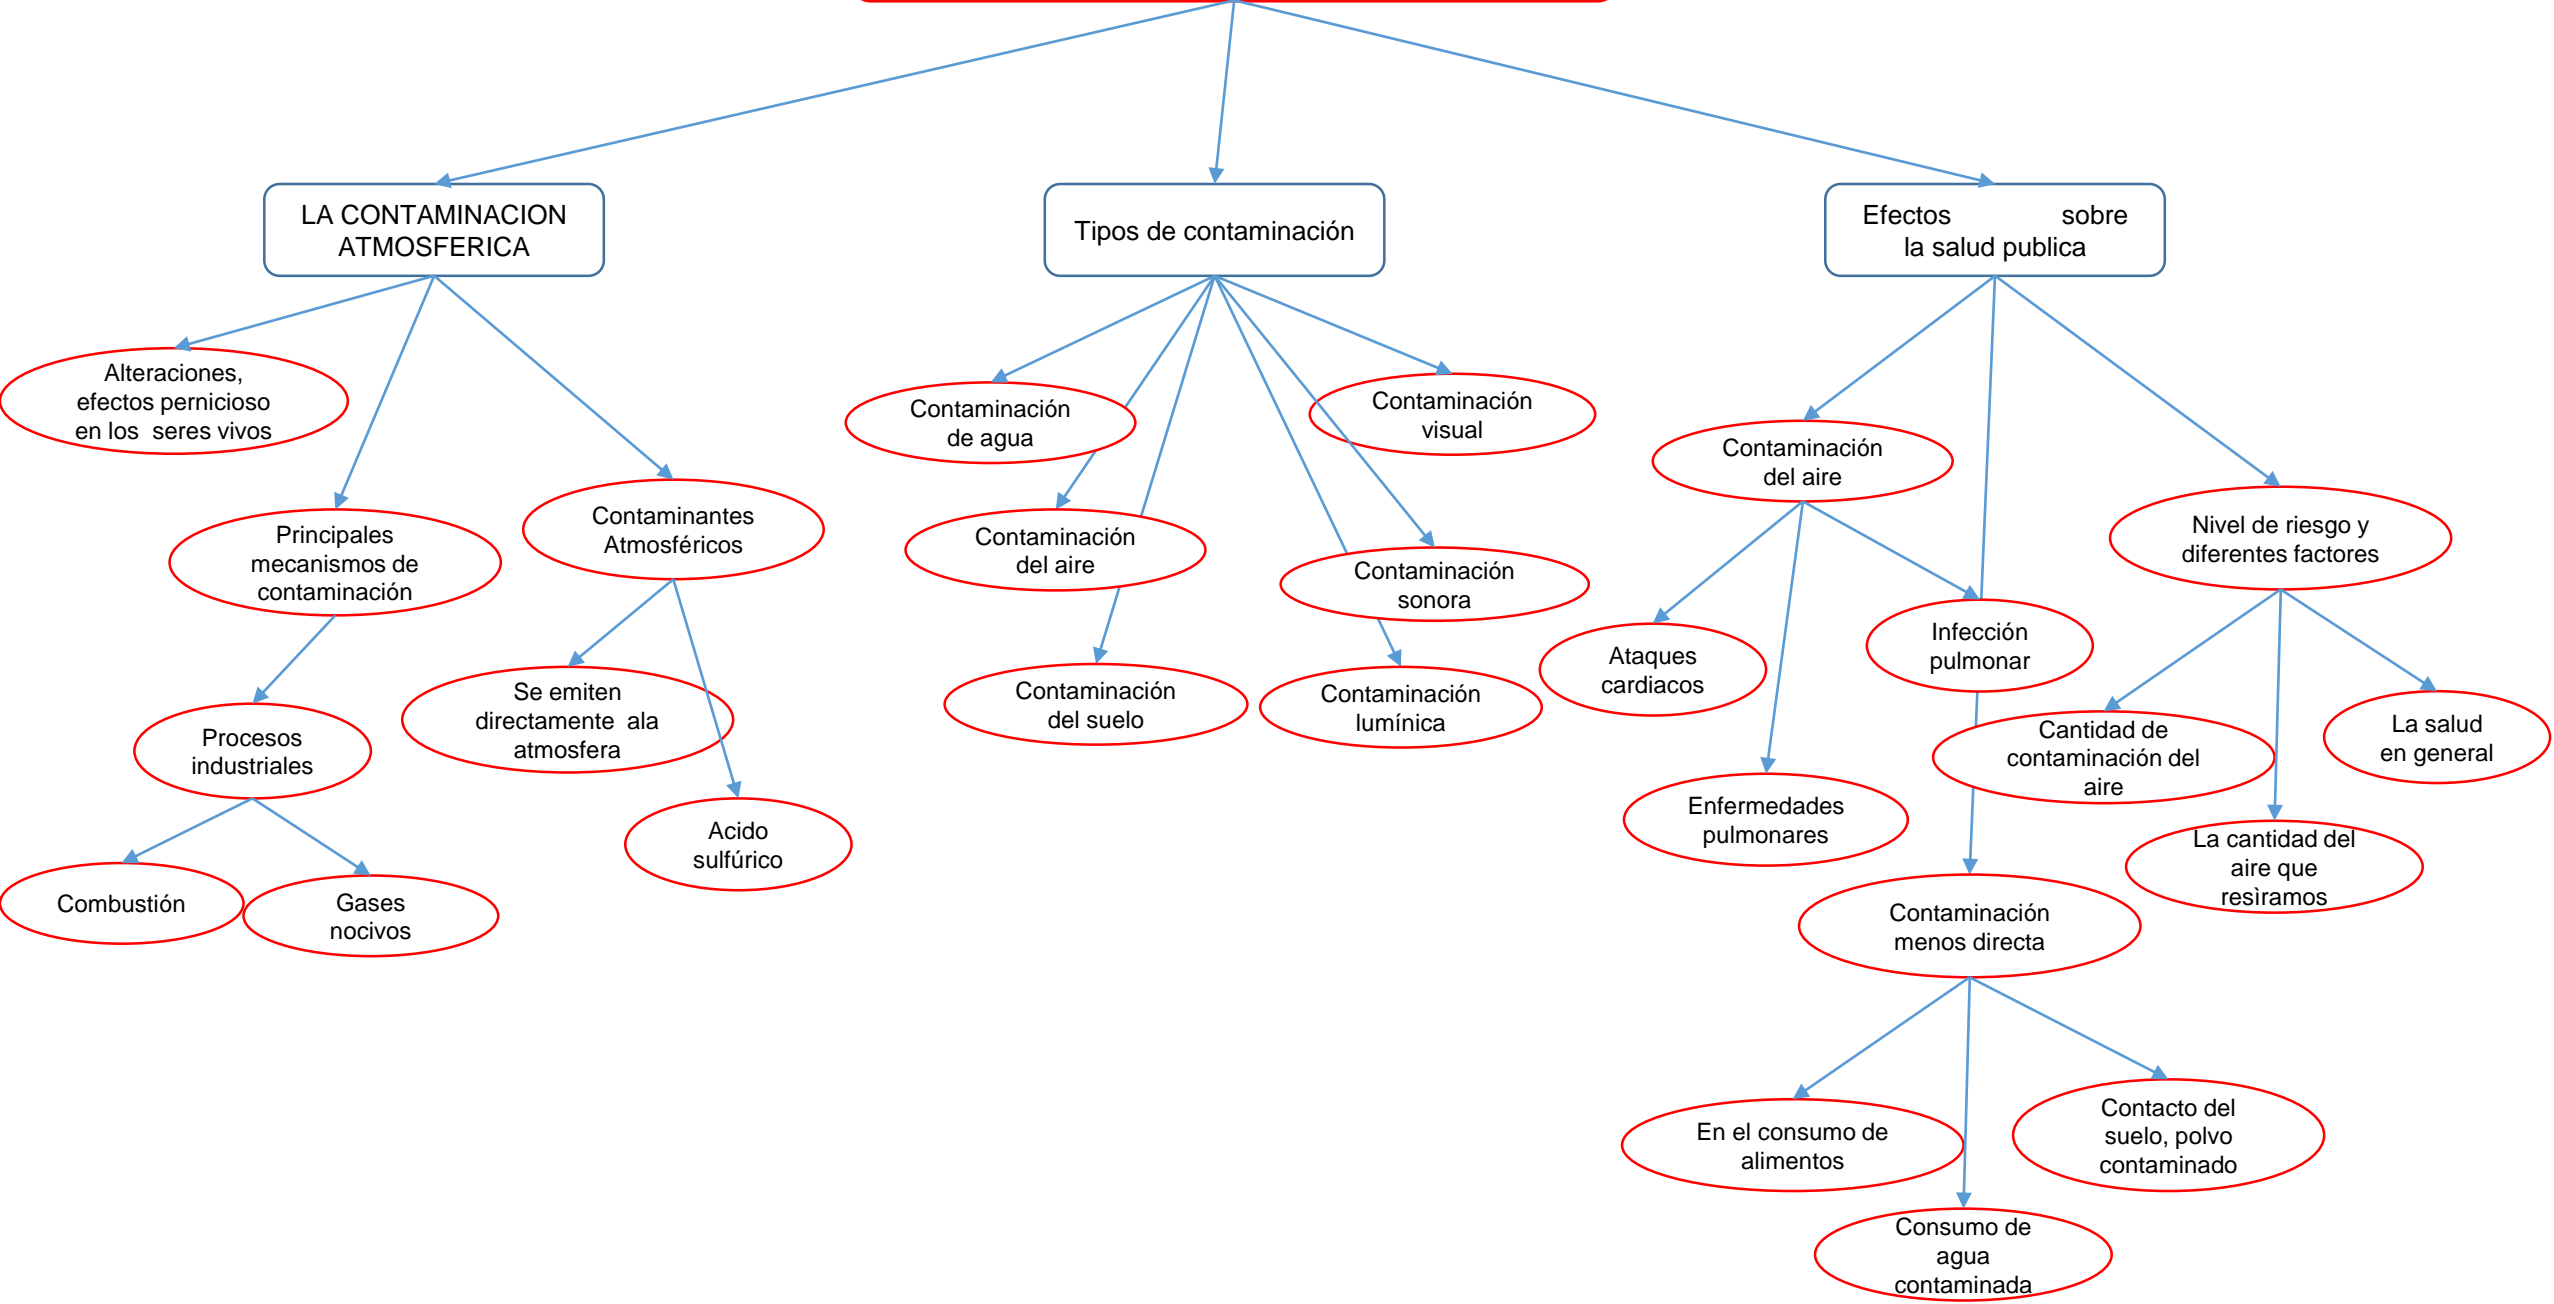 LA CONTAMINACION
ATMOSFERICA
Tipos de contaminación
Efectos sobre
la salud publica
Alteraciones,
efectos pernicioso
en los seres vivos
Principales
mecanismos de
contaminación
Contaminantes
Atmosféricos
Procesos
industriales
Se emiten
directamente ala
atmosfera
Acido
sulfúrico
Combustión
Gases
nocivos
Contaminación
de agua
Contaminación
visual
Contaminación
del aire
Contaminación
sonora
Contaminación
del suelo
Contaminación
lumínica
Contaminación
del aire
Nivel de riesgo y
diferentes factores
Ataques
cardiacos
Infección
pulmonar
Enfermedades
pulmonares
Cantidad de
contaminación del
aire
La salud
en general
La cantidad del
aire que
resìramos
Contaminación
menos directa
En el consumo de
alimentos
Contacto del
suelo, polvo
contaminado
Consumo de
agua
contaminada